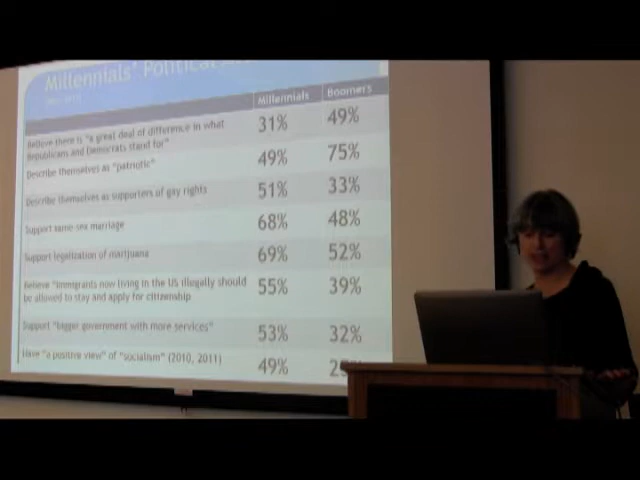 Millennials' Political
Millennials Boomers
Believe there is "a great deal of difference in what
Republicans and Democrats stand for" 31% 49%
Describe themselves as "patriotic" 49% 75%
Describe themselves as supporters of gay rights 51% 33%
Support same-sex marriage 68% 48%
Support legalization of marijuana 69% 52%
Believe "immigrants now living in the US illegally should
be allowed to stay and apply for citizenship 55% 39%
Support "bigger government with more services" 53% 32%
Have "a positive view" of "socialism" (2010, 2011) 49%